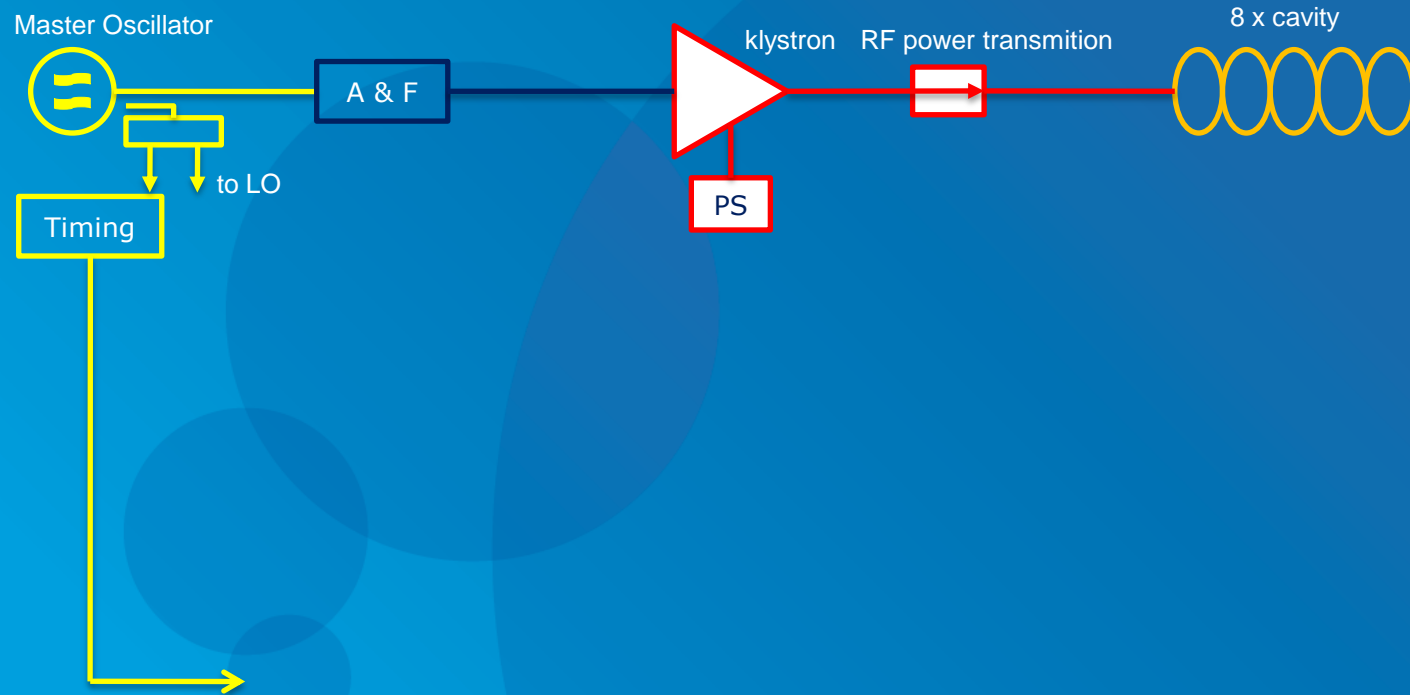 Master Oscillator
A & F
klystron
RF power transmition
8 x cavity
to LO
Timing
PS